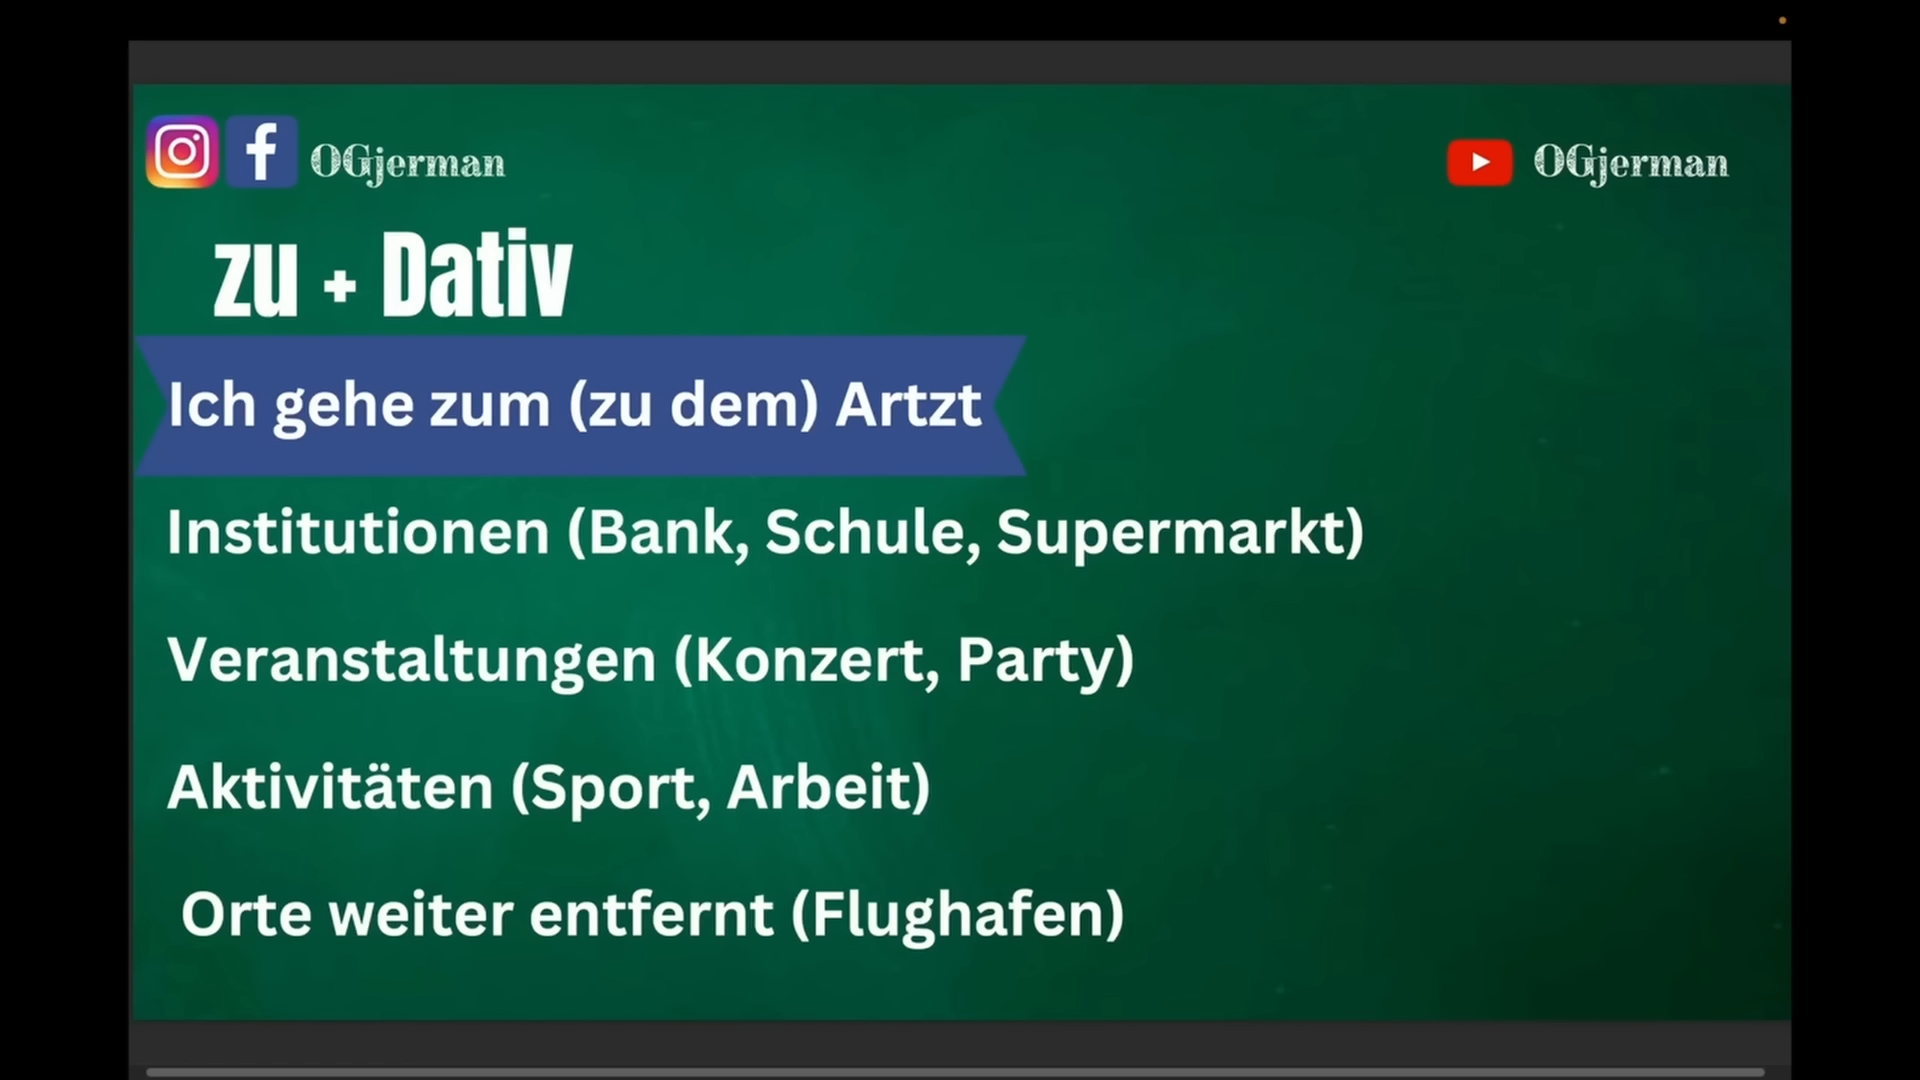 OGjerman
OGjerman
zu + Dativ
Ich gehe zum (zu dem) Artzt
Institutionen (Bank, Schule, Supermarkt)
Veranstaltungen (Konzert, Party)
Aktivitäten (Sport, Arbeit)
Orte weiter entfernt (Flughafen)